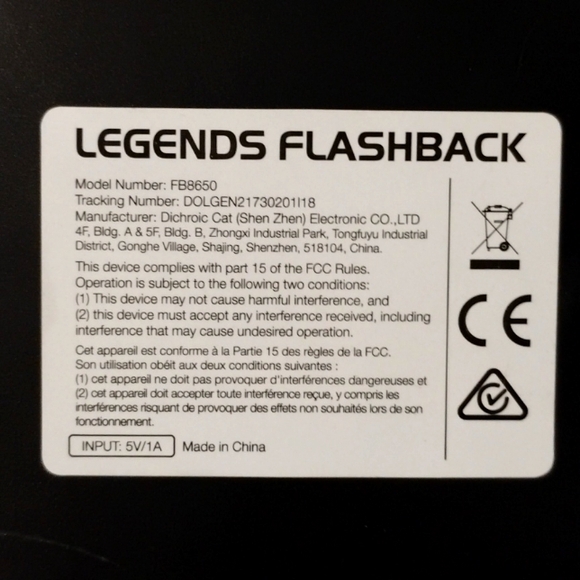 LEGENDS FLASHBACK
Model Number: FB8650
Tracking Number: DOLGEN21730201I18
Manufacturer: Dichroic Cat (Shen Zhen) Electronic CO.,LTD
4F, Bldg. A & 5F, Bldg. B, Zhongxi Industrial Park, Tongfuyu Industrial
District, Gonghe Village, Shajing, Shenzhen, 518104, China.
This device complies with part 15 of the FCC Rules.
Operation is subject to the following two conditions:
(1) This device may not cause harmful interference, and
(2) this device must accept any interference received, including
interference that may cause undesired operation.
Cet appareil est conforme à la Partie 15 des règles de la FCC.
Son utilisation obéit aux deux conditions suivantes :
(1) cet appareil ne doit pas provoquer d'interférences dangereuses et
(2) cet appareil doit accepter toute interférence reçue, y compris les
interférences risquant de provoquer des effets non souhaités lors de son
fonctionnement.
INPUT: 5V/1A Made in China
CE